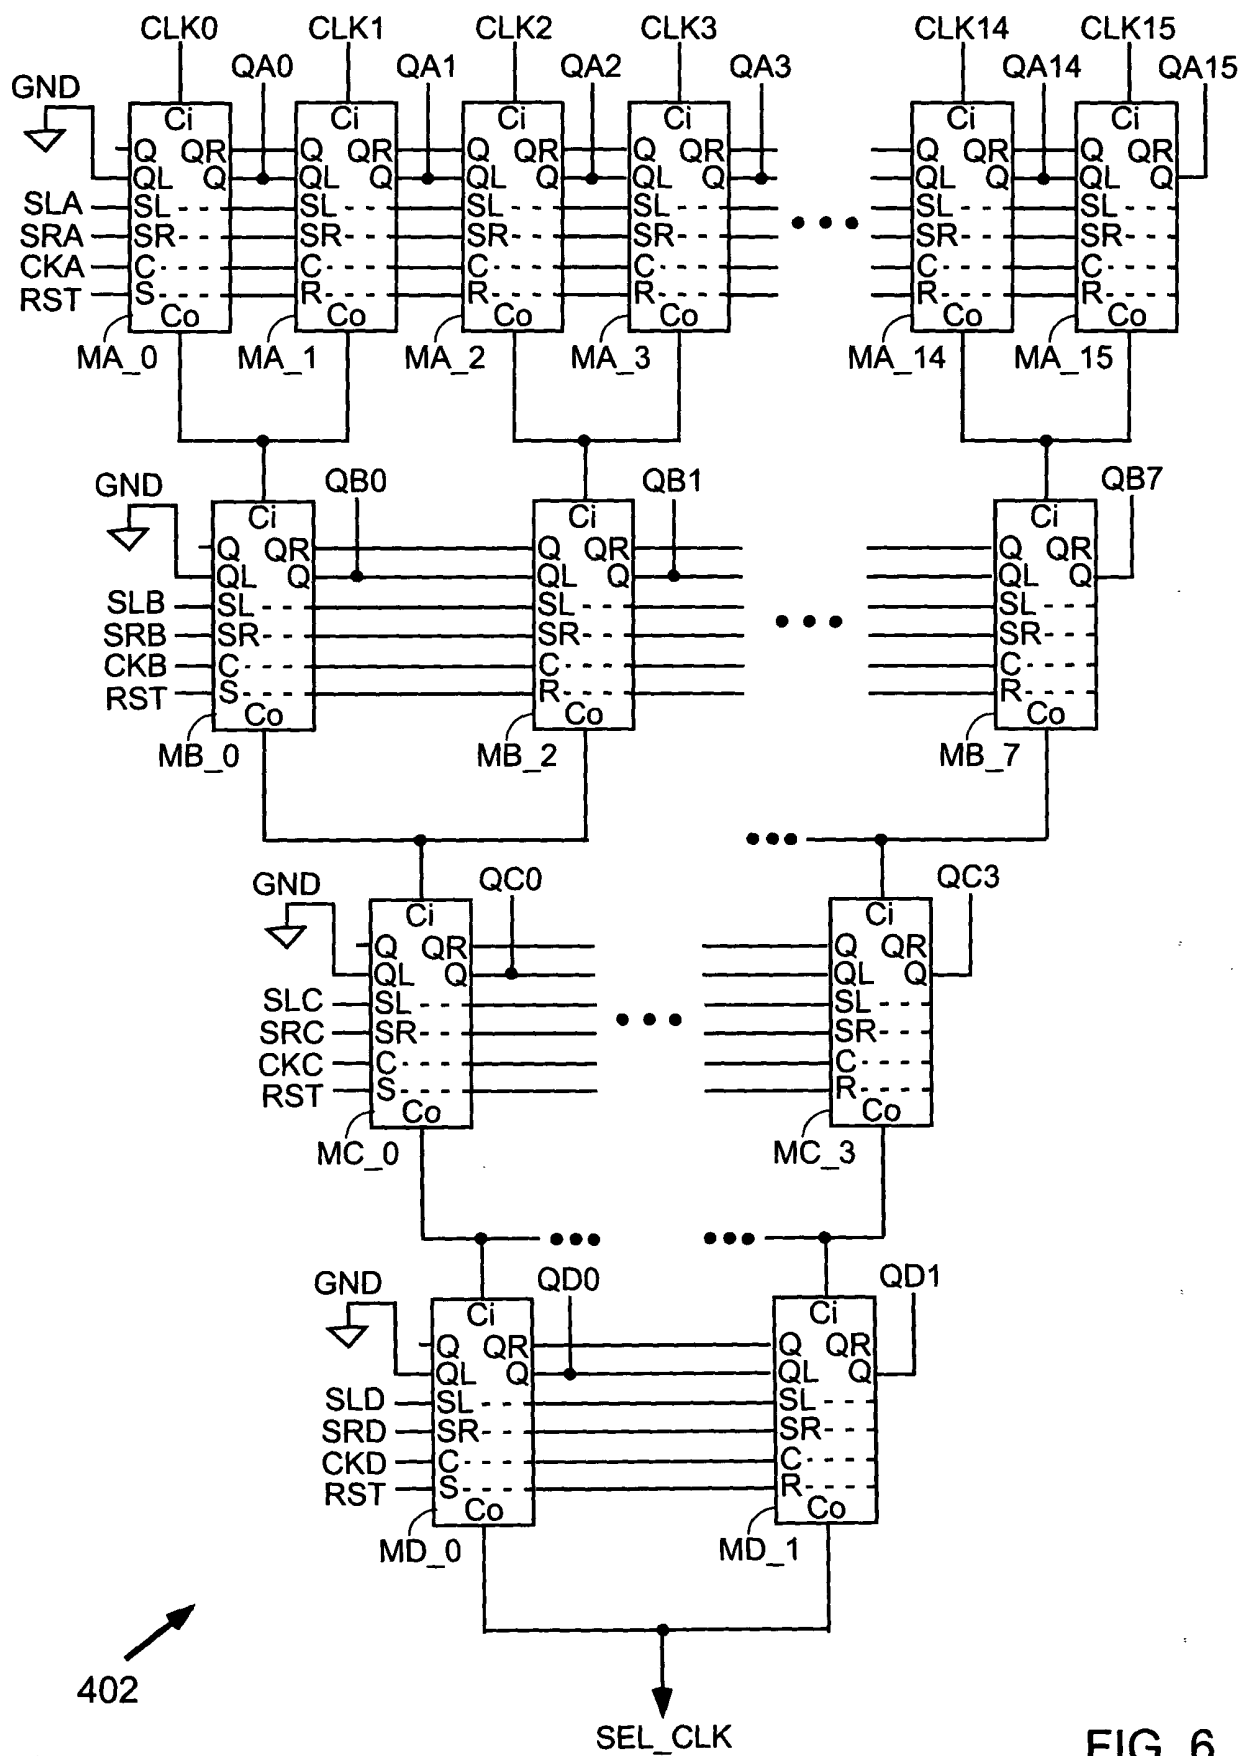 CLK0 CLK1 CLK2 CLK3 CLK14 CLK15
QA0 QA1 QA2 QA3 QA14 QA15
GND
Ci Ci Ci Ci Ci Ci
Q QR Q QR Q QR Q QR Q QR Q QR
QL Q QL Q QL Q QL Q QL Q QL Q
SLA SL SL SL SL SL SL
SRA SR SR SR SR SR SR
CKA C C C C C C
RST S R R R R R
Co Co Co Co Co Co
MA_0 MA_1 MA_2 MA_3 MA_14 MA_15
GND QB0 QB1 QB7
Ci Ci Ci
Q QR Q QR Q QR
QL Q QL Q QL Q
SLB SL SL SL
SRB SR SR SR
CKB C C C
RST S R R
Co Co Co
MB_0 MB_2 MB_7
GND QC0 QC3
Ci Ci
Q QR Q QR
QL Q QL Q
SLC SL SL
SRC SR SR
CKC C C
RST S R
Co Co
MC_0 MC_3
GND QD0 QD1
Ci Ci
Q QR Q QR
QL Q QL Q
SLD SL SL
SRD SR SR
CKD C C
RST S R
Co Co
MD_0 MD_1
402
SEL_CLK
FIG. 6